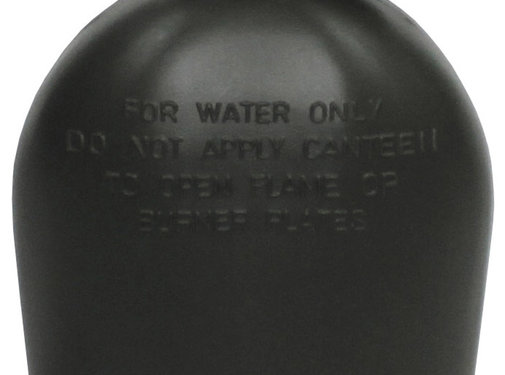 FOR WATER ONLY
DO NOT APPLY CANTEEN
TO OPEN FLAME OR
BURNER PLATES